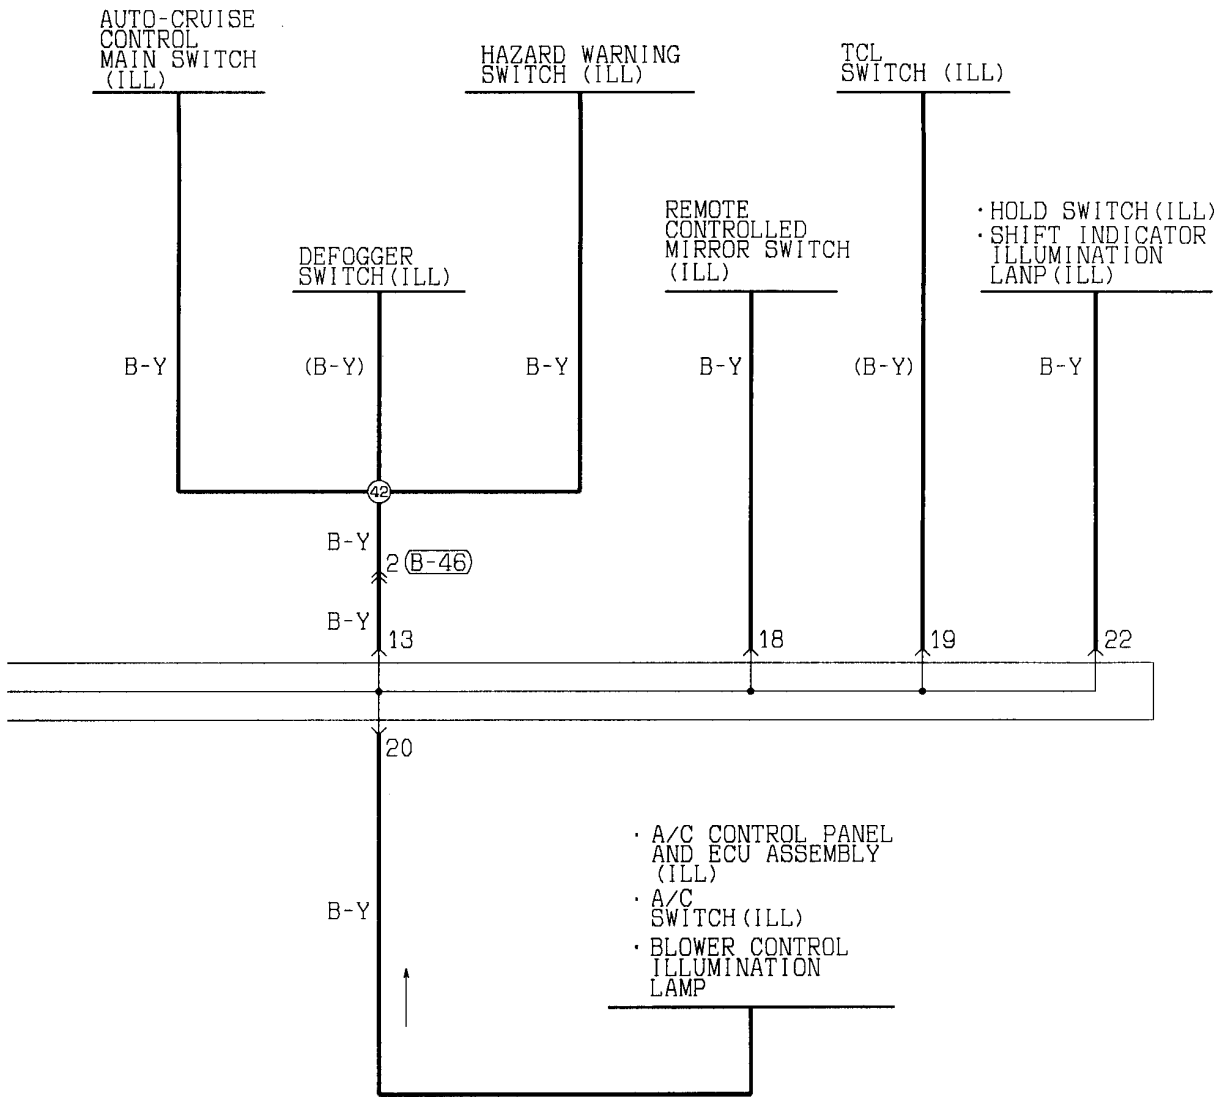 AUTO-CRUISE
CONTROL
MAIN SWITCH
(ILL)
HAZARD WARNING
SWITCH (ILL)
TCL
SWITCH (ILL)
DEFOGGER
SWITCH(ILL)
REMOTE
CONTROLLED
MIRROR SWITCH
(ILL)
·HOLD SWITCH(ILL)
·SHIFT INDICATOR
ILLUMINATION
LANP(ILL)
B-Y
(B-Y)
B-Y
B-Y
(B-Y)
B-Y
42
B-Y
2 B-46
B-Y
13
18
19
22
20
B-Y
· A/C CONTROL PANEL
AND ECU ASSEMBLY
(ILL)
· A/C
SWITCH(ILL)
· BLOWER CONTROL
ILLUMINATION
LAMP